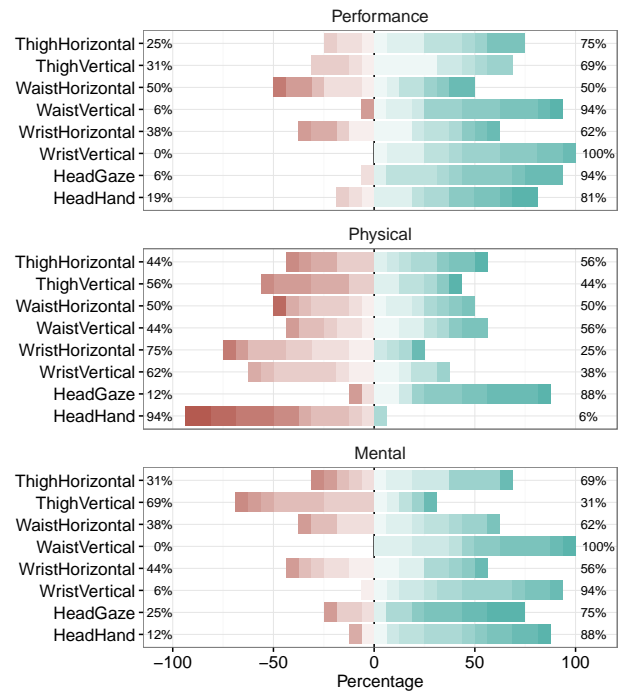 Performance
ThighHorizontal 25% 75%
ThighVertical 31% 69%
WaistHorizontal 50% 50%
WaistVertical 6% 94%
WristHorizontal 38% 62%
WristVertical 0% 100%
HeadGaze 6% 94%
HeadHand 19% 81%
Physical
ThighHorizontal 44% 56%
ThighVertical 56% 44%
WaistHorizontal 50% 50%
WaistVertical 44% 56%
WristHorizontal 75% 25%
WristVertical 62% 38%
HeadGaze 12% 88%
HeadHand 94% 6%
Mental
ThighHorizontal 31% 69%
ThighVertical 69% 31%
WaistHorizontal 38% 62%
WaistVertical 0% 100%
WristHorizontal 44% 56%
WristVertical 6% 94%
HeadGaze 25% 75%
HeadHand 12% 88%
−100 −50 0 50 100
Percentage